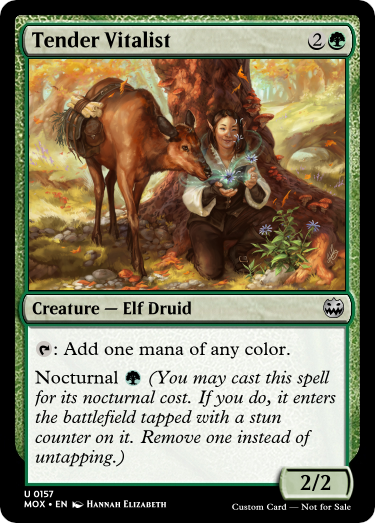 Tender Vitalist 2
Creature — Elf Druid
: Add one mana of any color.
Nocturnal (You may cast this spell
for its nocturnal cost. If you do, it enters
the battlefield tapped with a stun
counter on it. Remove one instead of
untapping.)
2/2
U 0157
MOX • EN Hannah Elizabeth
Custom Card — Not for Sale